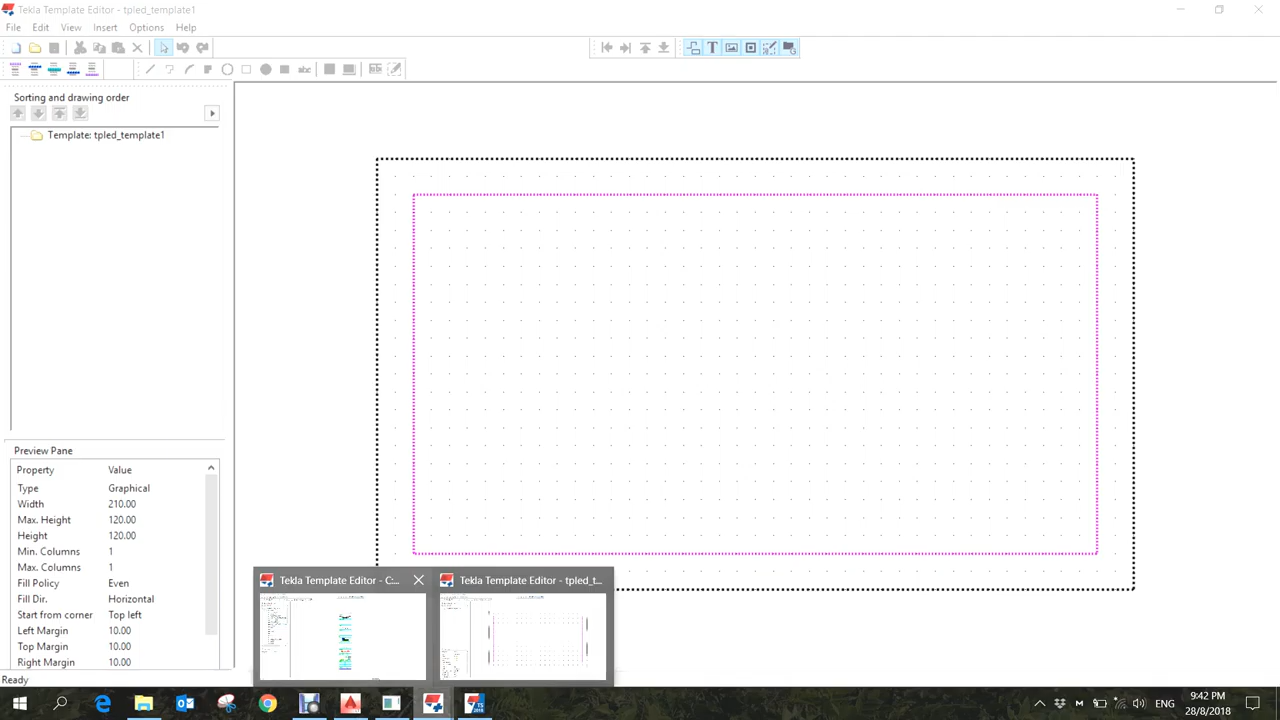 Tekla Template Editor - tpled_template1
File Edit View Insert Options Help
T
abc
Sorting and drawing order
Template: tpled_template1
Preview Pane
Property Value
Type Graphical
Width 210.00
Max. Height 120.00
Height 120.00
Min. Columns 1
Max. Columns 1
Fill Policy Even
Fill Dir. Horizontal
Start from corner Top left
Left Margin 10.00
Top Margin 10.00
Right Margin 10.00
Tekla Template Editor - C:...
Tekla Template Editor - tpled_t...
Ready
TS
2018
ENG
9:42 PM
28/8/2018